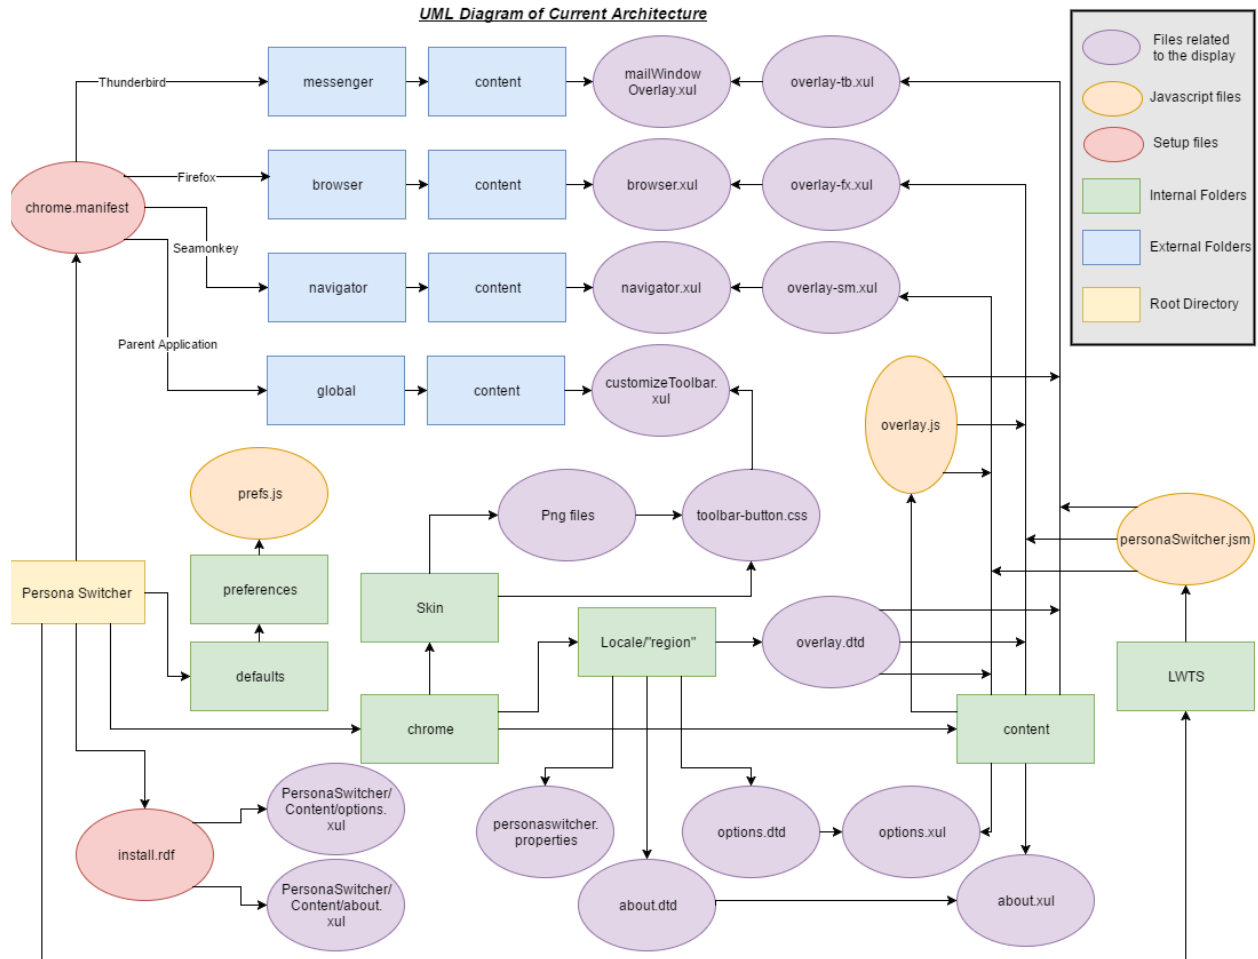 UML Diagram of Current Architecture
Files related
to the display
Javascript files
Setup files
Internal Folders
External Folders
Root Directory
Thunderbird
messenger
content
mailWindow
Overlay.xul
overlay-tb.xul
chrome.manifest
Firefox
browser
content
browser.xul
overlay-fx.xul
Seamonkey
navigator
content
navigator.xul
overlay-sm.xul
Parent Application
global
content
customizeToolbar.
xul
overlay.js
prefs.js
Png files
toolbar-button.css
personaSwitcher.jsm
Persona Switcher
preferences
Skin
Locale/"region"
overlay.dtd
defaults
LWTS
chrome
content
PersonaSwitcher/
Content/options.
xul
personaswitcher.
properties
options.dtd
options.xul
install.rdf
PersonaSwitcher/
Content/about.
xul
about.dtd
about.xul